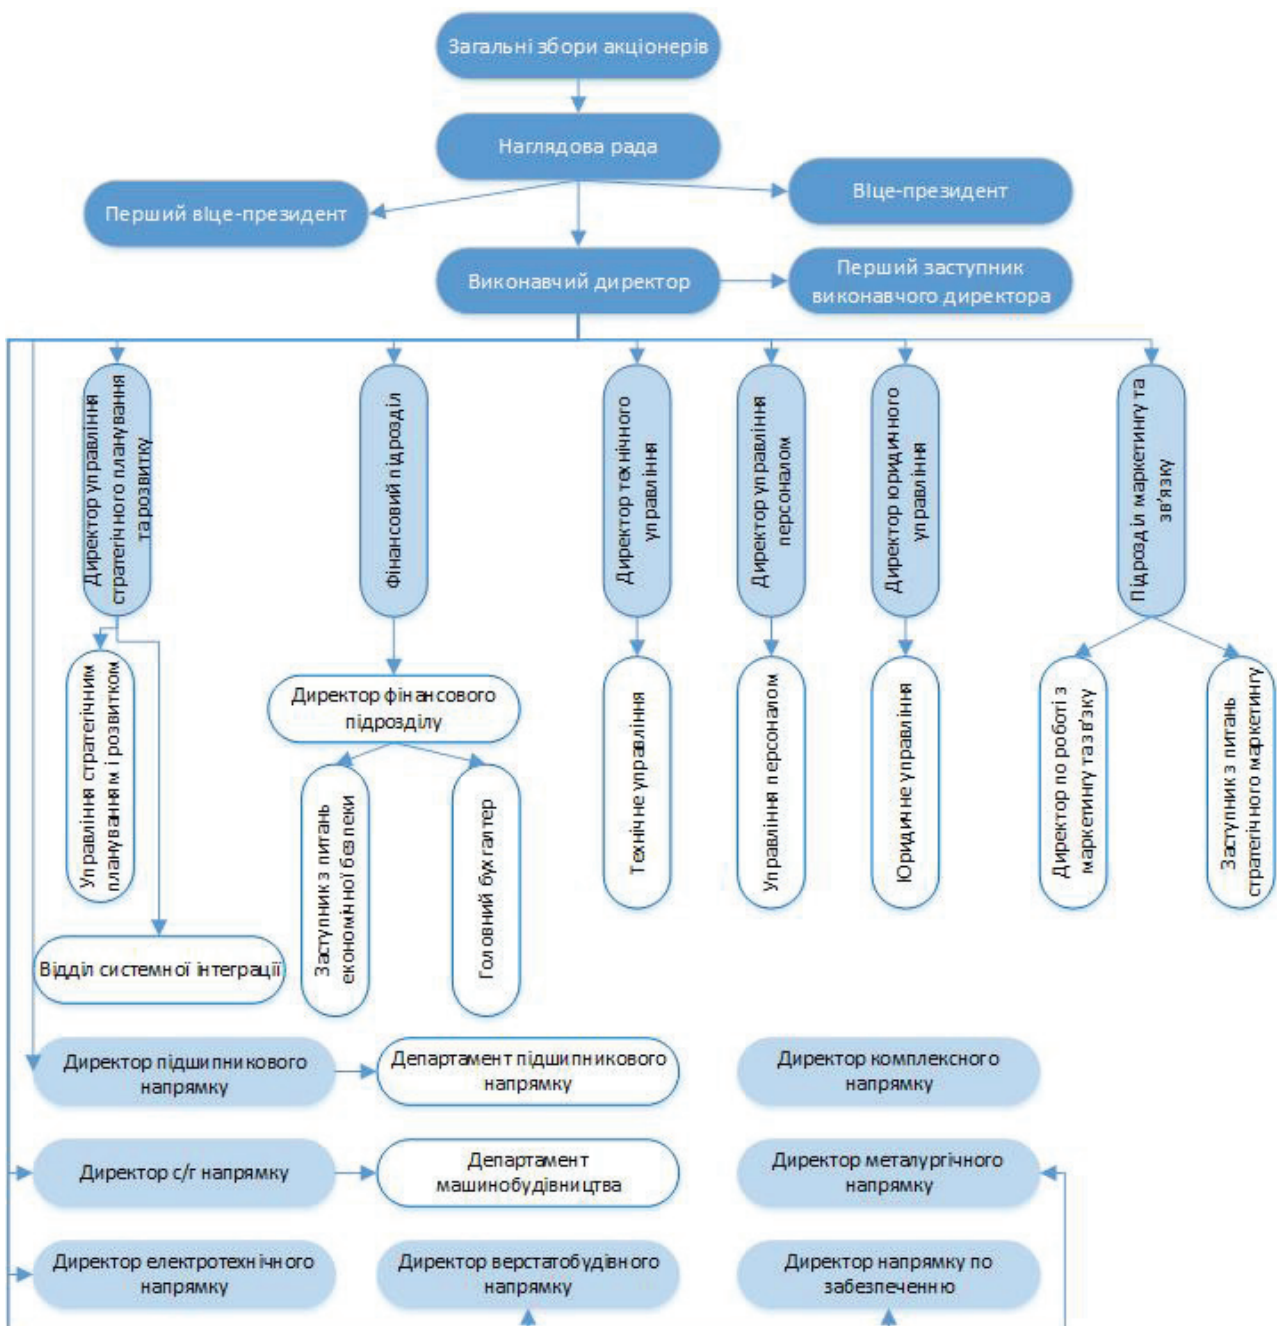 Загальні збори акціонерів
Наглядова рада
Віце-президент
Перший віце-президент
Виконавчий директор
Перший заступник
виконавчого директора
Директор управління
стратегічного планування
та розвитку
Фінансовий підрозділ
Директор технічного
управління
Директор управління
персоналом
Директор юридичного
управління
Підрозділ маркетингу та
зв'язку
Управління стратегічним
плануванням і розвитком
Директор фінансового
підрозділу
Технічне управління
Управління персоналом
Юридичне управління
Директор по роботі з
маркетингу та зв'язку
Заступник з питань
стратегічного маркетингу
Заступник з питань
економічної безпеки
Головний бухгалтер
Відділ системної інтеграції
Директор підшипникового
напрямку
Департамент підшипникового
напрямку
Директор комплексного
напрямку
Директор с/г напрямку
Департамент
машинобудівництва
Директор металургічного
напрямку
Директор електротехнічного
напрямку
Директор верстатобудівного
напрямку
Директор напрямку по
забезпеченню